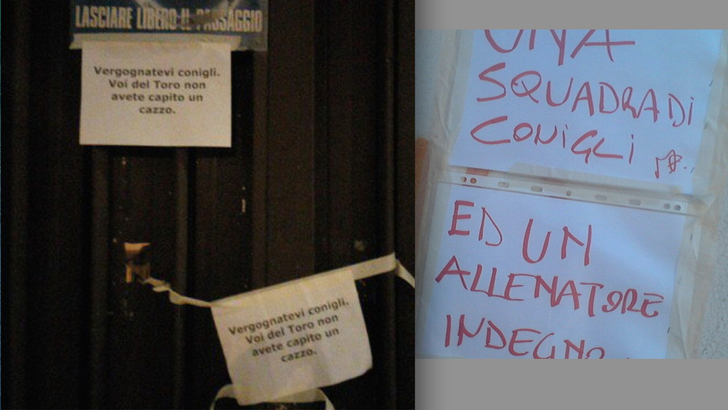 LASCIARE LIBERO IL PASSAGGIO
Vergognatevi conigli.
Voi del Toro non
avete capito un
cazzo.
Vergognatevi conigli.
Voi del Toro non
avete capito un
cazzo.
UNA
SQUADRA DI
CONIGLI
ED UN
ALLENATORE
INDEGNO